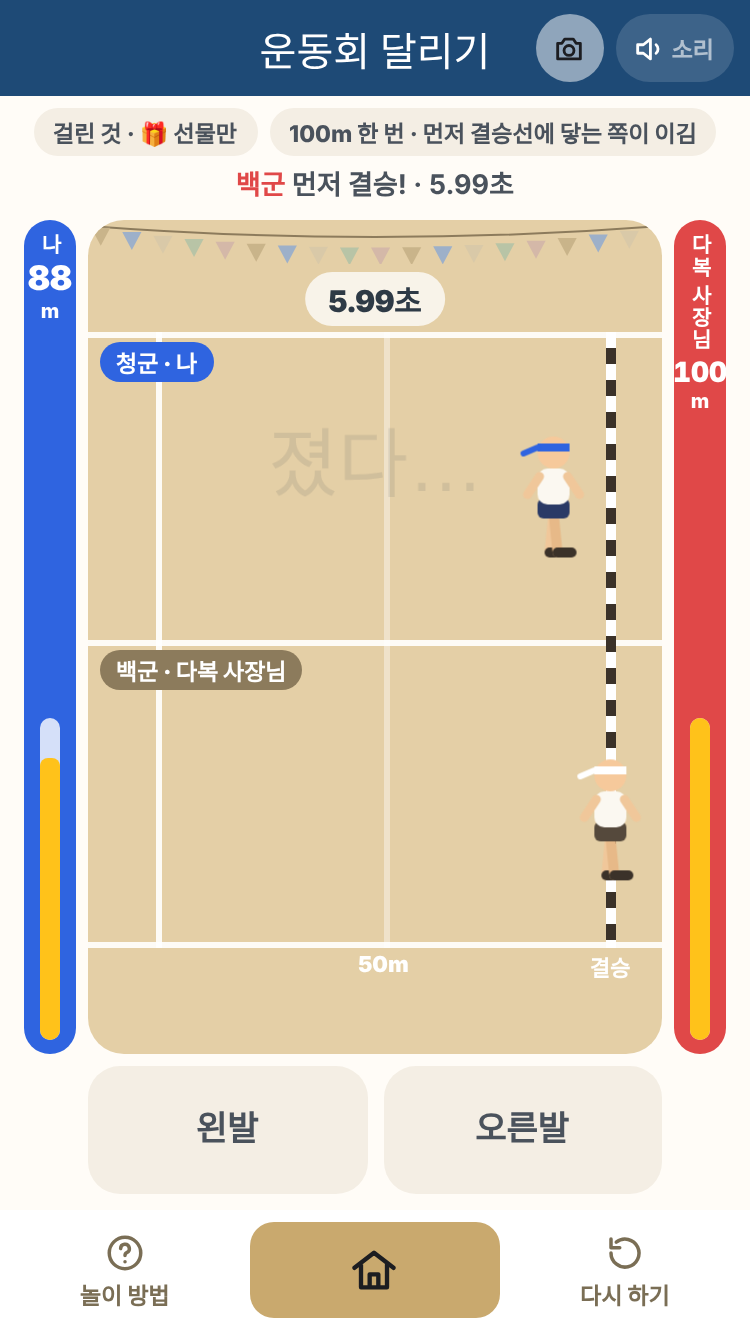 운동회 달리기
소리
걸린 것 · 🎁 선물만
100m 한 번 · 먼저 결승선에 닿는 쪽이 이김
백군 먼저 결승! · 5.99초
나
88
m
다복 사장님
100
m
5.99초
청군 · 나
졌다...
백군 · 다복 사장님
50m
결승
왼발
오른발
놀이 방법
다시 하기